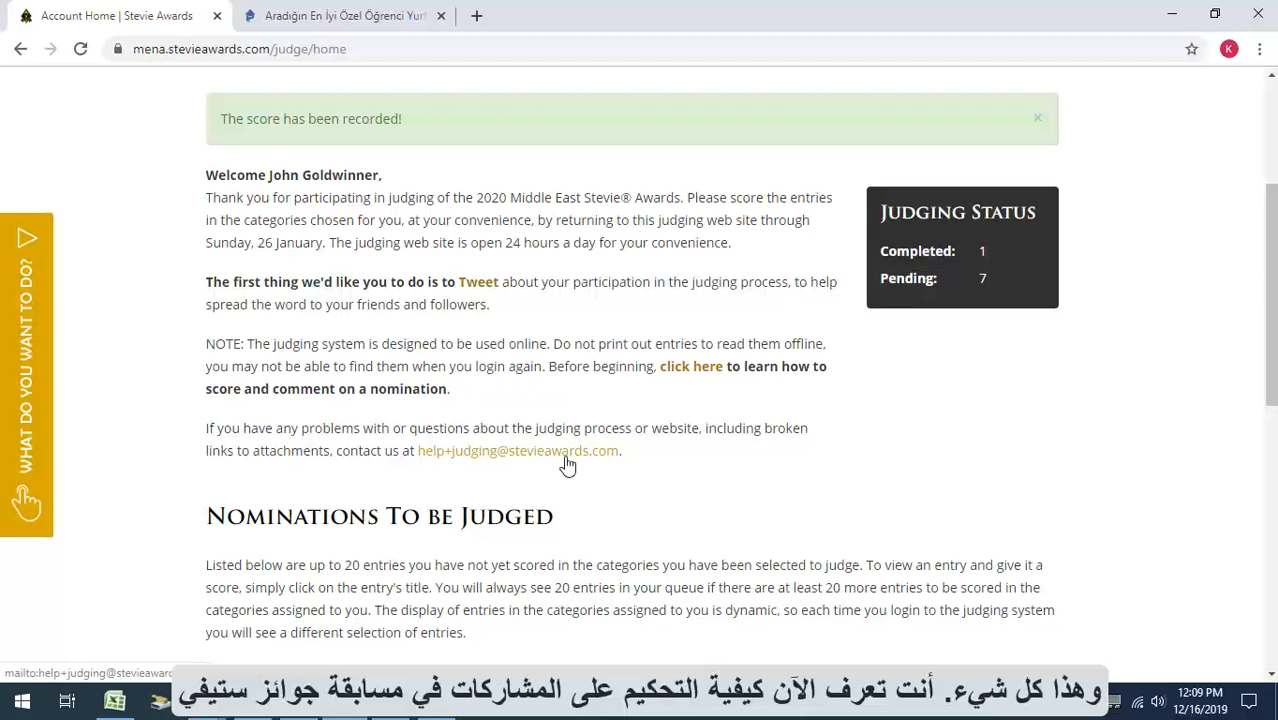 Account Home | Stevie Awards
Aradığın En İyi Özel Öğrenci Yurt
mena.stevieawards.com/judge/home
K
The score has been recorded!
Welcome John Goldwinner,
Thank you for participating in judging of the 2020 Middle East Stevie® Awards. Please score the entries
in the categories chosen for you, at your convenience, by returning to this judging web site through
Sunday, 26 January. The judging web site is open 24 hours a day for your convenience.
The first thing we'd like you to do is to Tweet about your participation in the judging process, to help
spread the word to your friends and followers.
NOTE: The judging system is designed to be used online. Do not print out entries to read them offline,
you may not be able to find them when you login again. Before beginning, click here to learn how to
score and comment on a nomination.
If you have any problems with or questions about the judging process or website, including broken
links to attachments, contact us at help+judging@stevieawards.com.
JUDGING STATUS
Completed: 1
Pending: 7
WHAT DO YOU WANT TO DO?
NOMINATIONS TO BE JUDGED
Listed below are up to 20 entries you have not yet scored in the categories you have been selected to judge. To view an entry and give it a
score, simply click on the entry's title. You will always see 20 entries in your queue if there are at least 20 more entries to be scored in the
categories assigned to you. The display of entries in the categories assigned to you is dynamic, so each time you login to the judging system
you will see a different selection of entries.
mailto:help+judging@stevieaward
وهذا كل شيء. أنت تعرف الآن كيفية التحكيم على المشاركات في مسابقة جوائز ستيفي
12:09 PM
12/16/2019